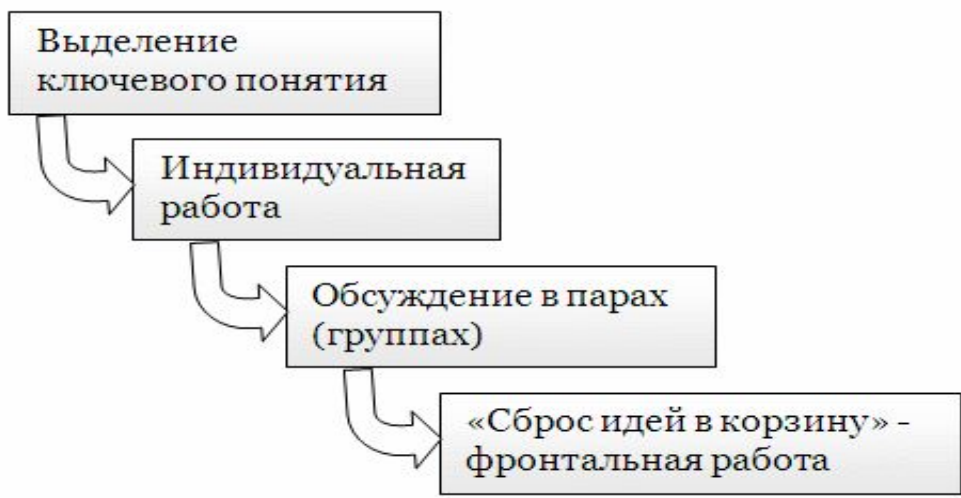 Выделение
ключевого понятия
Индивидуальная
работа
Обсуждение в парах
(группах)
«Сброс идей в корзину» -
фронтальная работа